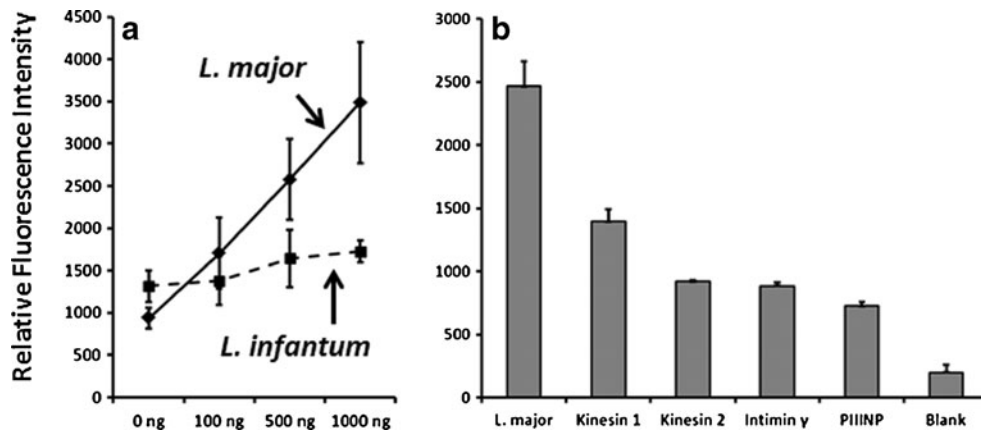 Relative Fluorescence Intensity
a
4500
4000
3500
3000
2500
2000
1500
1000
500
0
L. major
L. infantum
0 ng 100 ng 500 ng 1000 ng
b
3000
2500
2000
1500
1000
500
0
L. major Kinesin 1 Kinesin 2 Intimin γ PIIINP Blank